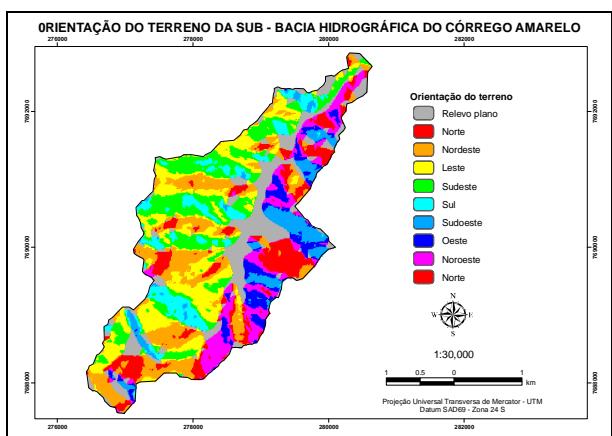 0RIENTAÇÃO DO TERRENO DA SUB - BACIA HIDROGRÁFICA DO CÓRREGO AMARELO
276000 278000 280000 282000
Orientação do terreno
Relevo plano
Norte
Nordeste
Leste
Sudeste
Sul
Sudoeste
Oeste
Noroeste
Norte
N
W E
S
1:30,000
1 0.5 0 1
km
Projeção Universal Transversa de Mercator - UTM
Datum SAD69 - Zona 24 S
276000 278000 280000 282000